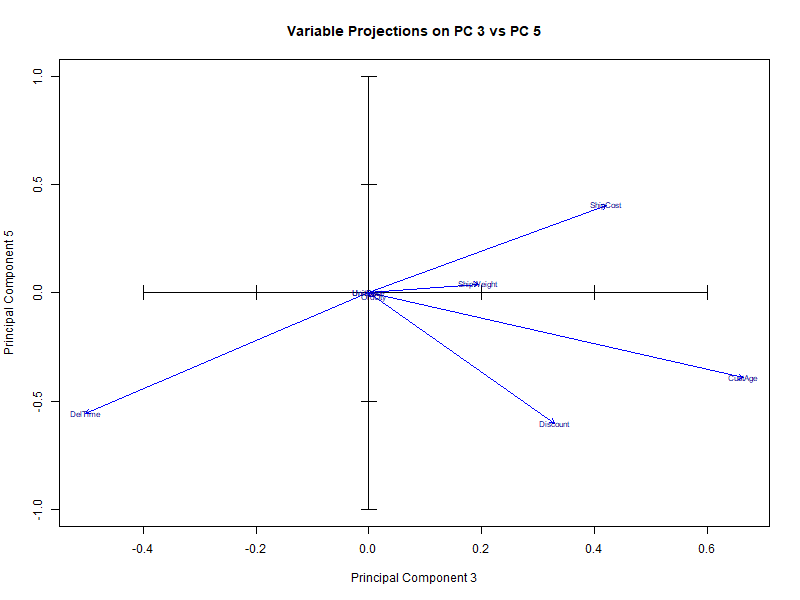 Variable Projections on PC 3 vs PC 5
Principal Component 5
1.0
0.5
0.0
-0.5
-1.0
ShipCost
ShipWeight
CustAge
DelTime
Discount
-0.4
-0.2
0.0
0.2
0.4
0.6
Principal Component 3